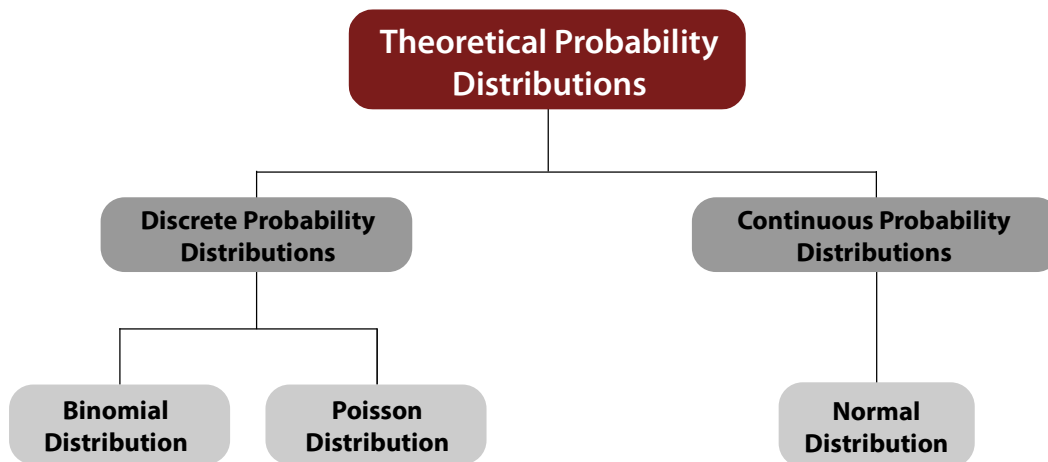 Theoretical Probability
Distributions
Discrete Probability
Distributions
Continuous Probability
Distributions
Binomial
Distribution
Poisson
Distribution
Normal
Distribution